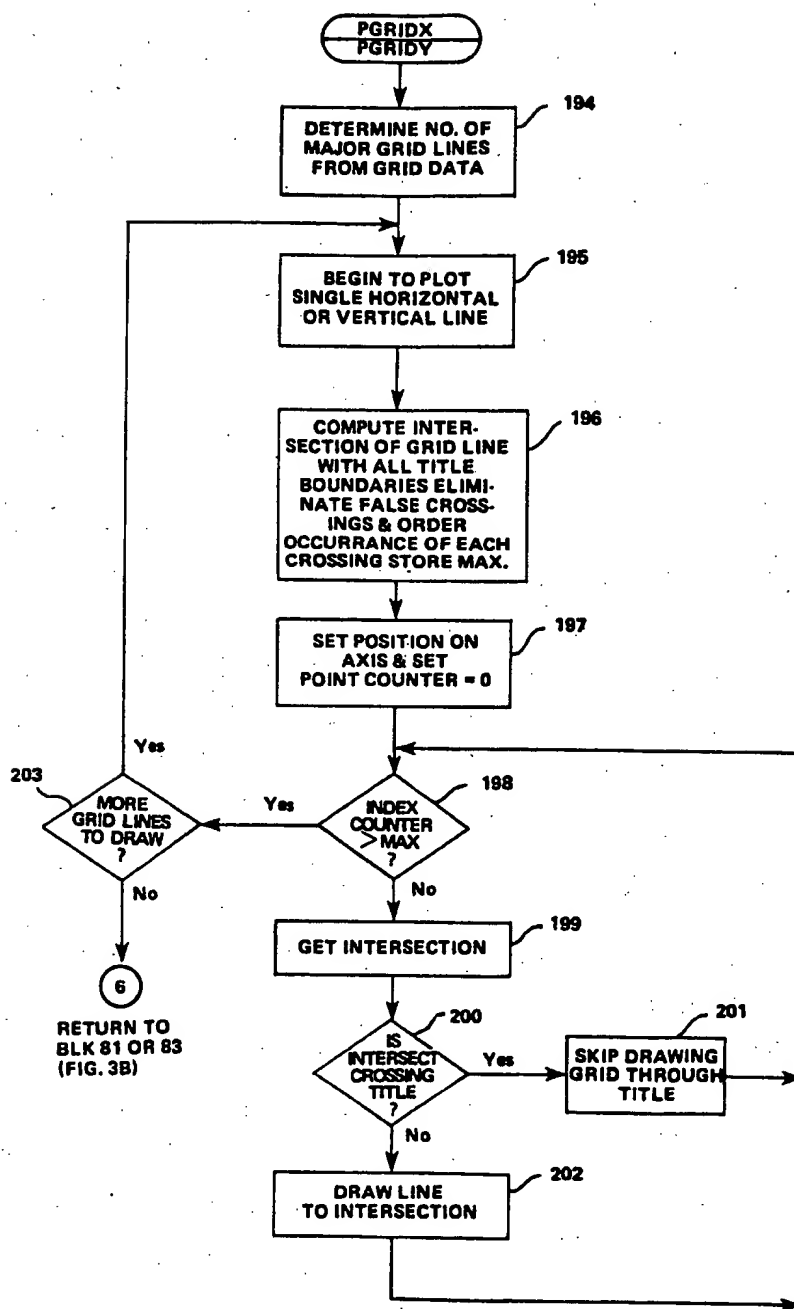 PGRIDX
PGRIDY
194
DETERMINE NO. OF
MAJOR GRID LINES
FROM GRID DATA
195
BEGIN TO PLOT
SINGLE HORIZONTAL
OR VERTICAL LINE
196
COMPUTE INTER-
SECTION OF GRID LINE
WITH ALL TITLE
BOUNDARIES ELIMI-
NATE FALSE CROSS-
INGS & ORDER
OCCURRANCE OF EACH
CROSSING STORE MAX.
197
SET POSITION ON
AXIS & SET
POINT COUNTER = 0
198
INDEX
COUNTER
> MAX
?
Yes
No
203
MORE
GRID LINES
TO DRAW
?
Yes
No
6
RETURN TO
BLK 81 OR 83
(FIG. 3B)
199
GET INTERSECTION
200
IS
INTERSECT
CROSSING
TITLE
?
Yes
No
201
SKIP DRAWING
GRID THROUGH
TITLE
202
DRAW LINE
TO INTERSECTION